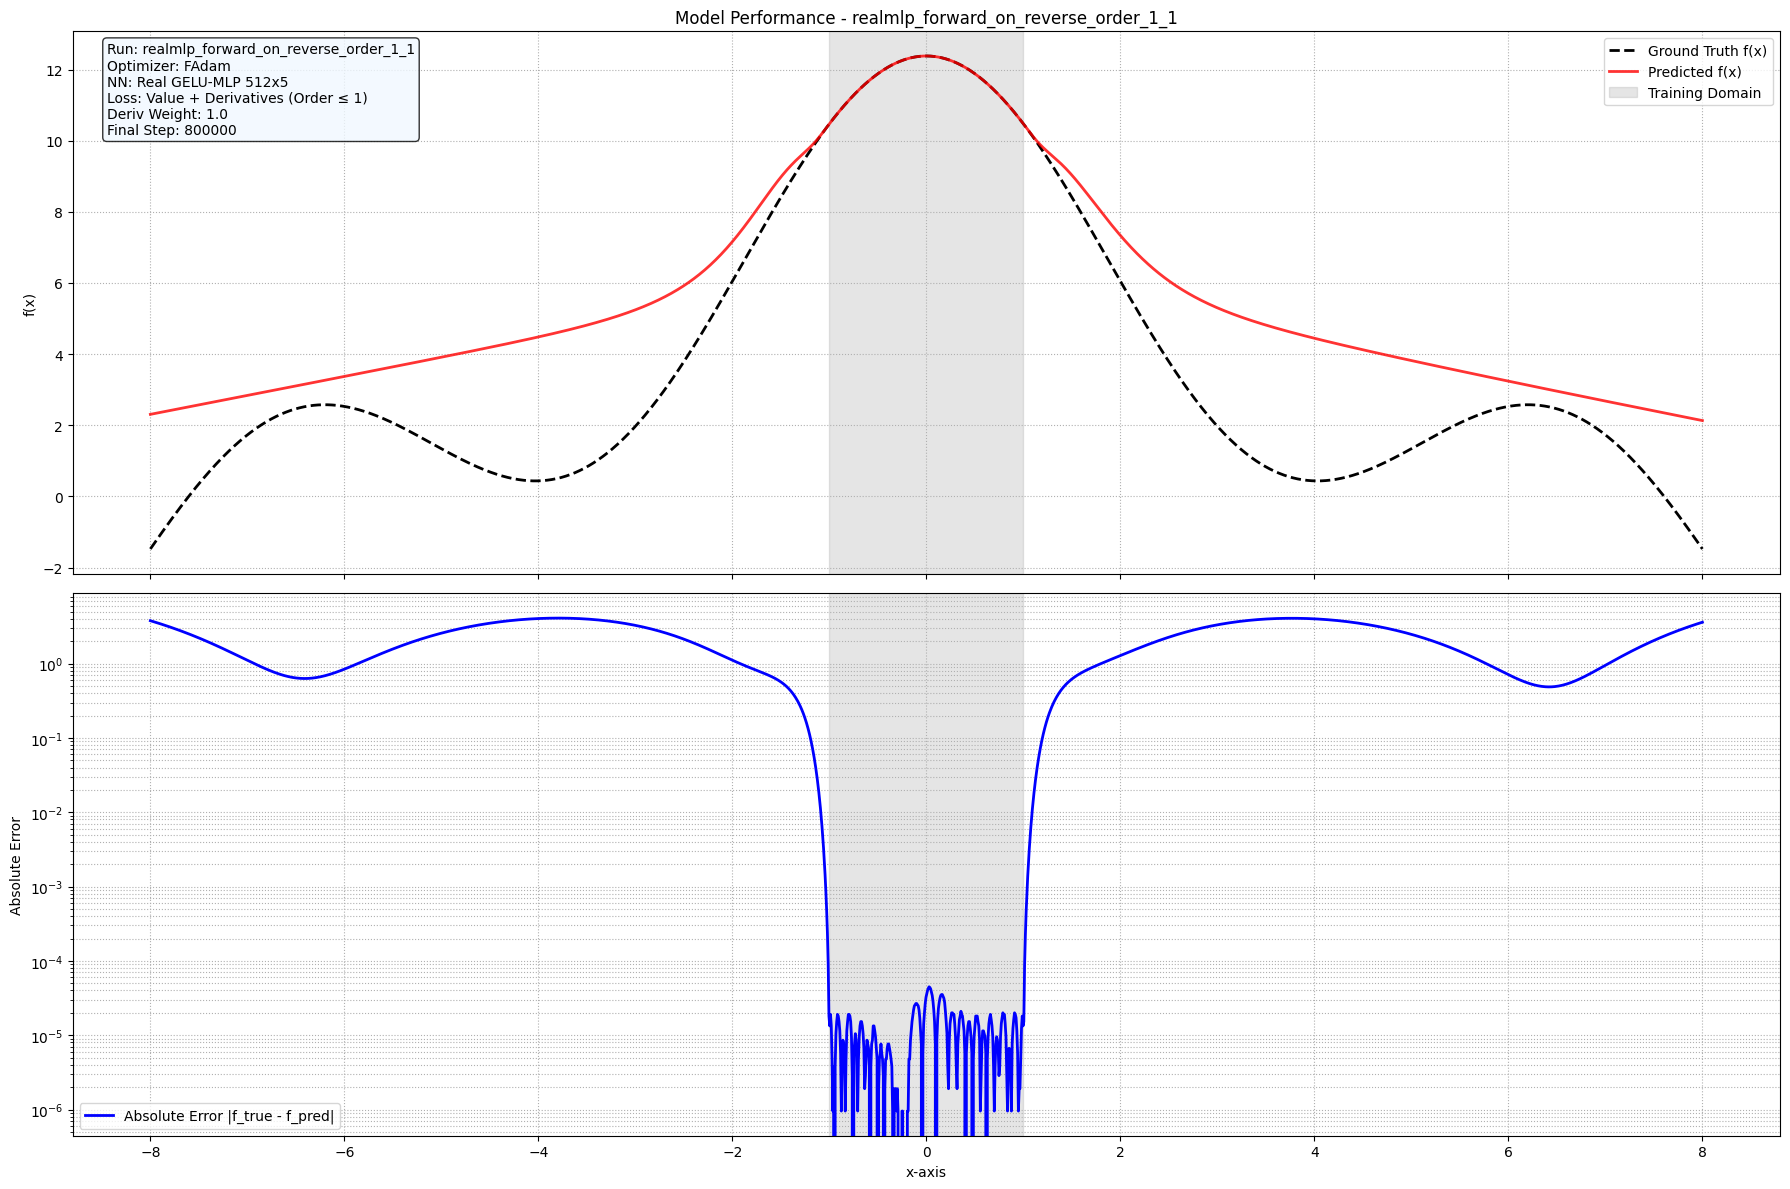 Model Performance - realmlp_forward_on_reverse_order_1_1
Run: realmlp_forward_on_reverse_order_1_1
Optimizer: FAdam
NN: Real GELU-MLP 512x5
Loss: Value + Derivatives (Order ≤ 1)
Deriv Weight: 1.0
Final Step: 800000
Ground Truth f(x)
Predicted f(x)
Training Domain
f(x)
12
10
8
6
4
2
0
−2
Absolute Error
10⁰
10⁻¹
10⁻²
10⁻³
10⁻⁴
10⁻⁵
10⁻⁶
Absolute Error |f_true - f_pred|
−8 −6 −4 −2 0 2 4 6 8
x-axis